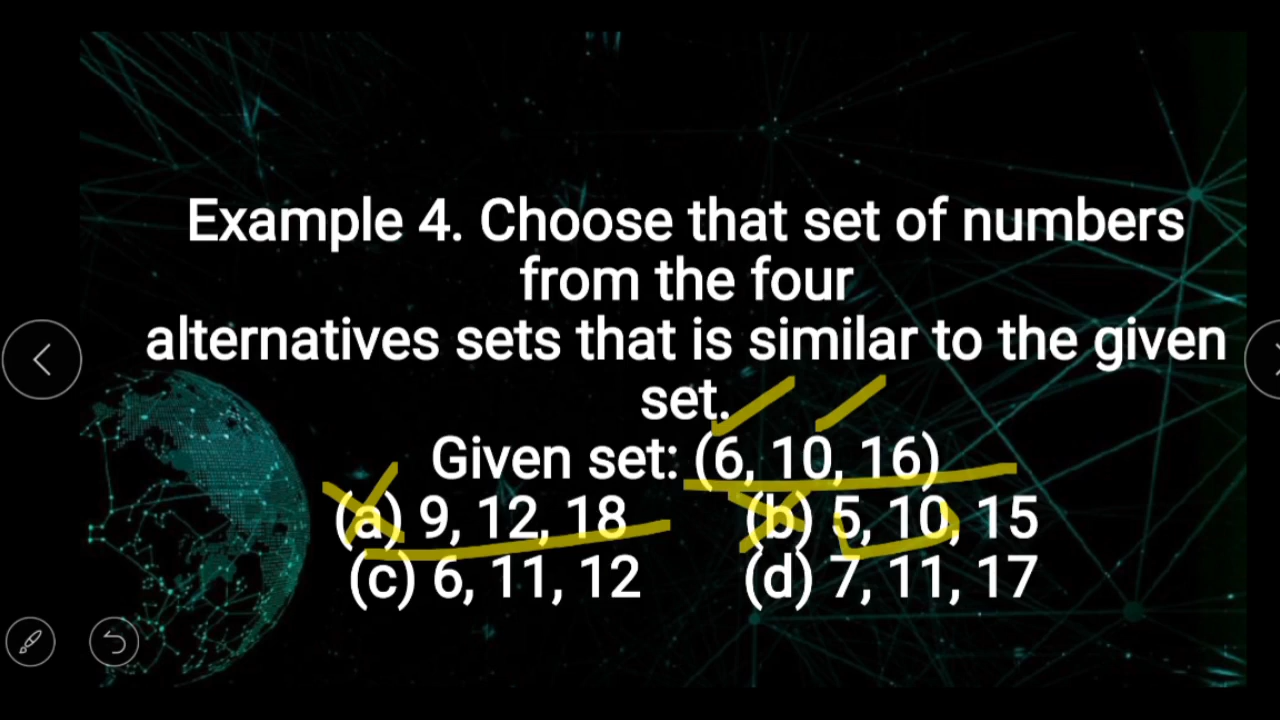 Example 4. Choose that set of numbers
from the four
alternatives sets that is similar to the given
set.
Given set: (6, 10, 16)
(a) 9, 12, 18 (b) 5, 10, 15
(c) 6, 11, 12 (d) 7, 11, 17